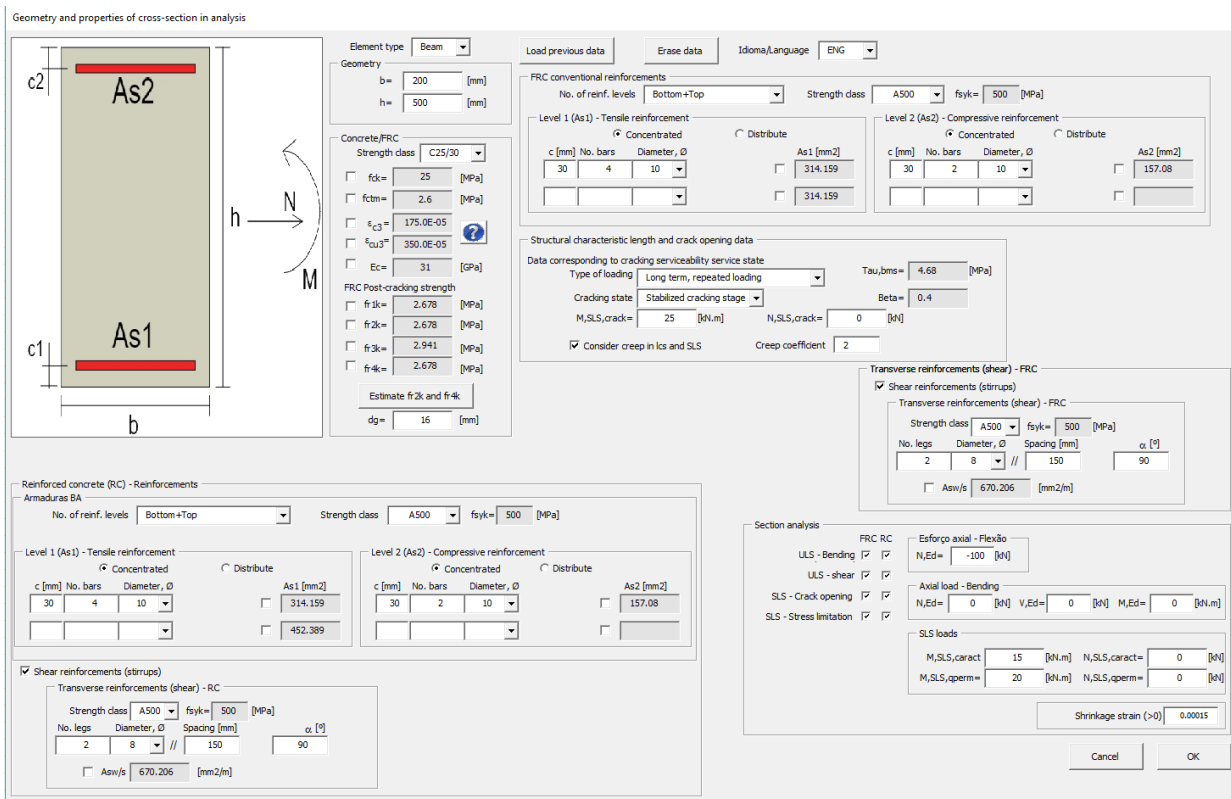 Geometry and properties of cross-section in analysis
c2
As2
h
N
M
As1
c1
b
Element type Beam
Geometry
b= 200 [mm]
h= 500 [mm]
Concrete/FRC
Strength class C25/30
fck= 25 [MPa]
fctm= 2.6 [MPa]
εc3= 175.0E-05
εcu3= 350.0E-05
?
Ec= 31 [GPa]
FRC Post-cracking strength
fr1k= 2.678 [MPa]
fr2k= 2.678 [MPa]
fr3k= 2.941 [MPa]
fr4k= 2.678 [MPa]
Estimate fr2k and fr4k
dg= 16 [mm]
Load previous data Erase data Idioma/Language ENG
FRC conventional reinforcements
No. of reinf. levels Bottom+Top Strength class A500 fsyk= 500 [MPa]
Level 1 (As1) - Tensile reinforcement
Concentrated Distribute
c [mm] No. bars Diameter, Ø As1 [mm2]
30 4 10 314.159
314.159
Level 2 (As2) - Compressive reinforcement
Concentrated Distribute
c [mm] No. bars Diameter, Ø As2 [mm2]
30 2 10 157.08
Structural characteristic length and crack opening data
Data corresponding to cracking serviceability service state
Type of loading Long term, repeated loading Tau,bms= 4.68 [MPa]
Cracking state Stabilized cracking stage Beta= 0.4
M,SLS,crack= 25 [kN.m] N,SLS,crack= 0 [kN]
Consider creep in lcs and SLS Creep coefficient 2
Transverse reinforcements (shear) - FRC
Shear reinforcements (stirrups)
Transverse reinforcements (shear) - FRC
Strength class A500 fsyk= 500 [MPa]
No. legs Diameter, Ø Spacing [mm] α [º]
2 8 // 150 90
Asw/s 670.206 [mm2/m]
Reinforced concrete (RC) - Reinforcements
Armaduras BA
No. of reinf. levels Bottom+Top Strength class A500 fsyk= 500 [MPa]
Level 1 (As1) - Tensile reinforcement
Concentrated Distribute
c [mm] No. bars Diameter, Ø As1 [mm2]
30 4 10 314.159
452.389
Level 2 (As2) - Compressive reinforcement
Concentrated Distribute
c [mm] No. bars Diameter, Ø As2 [mm2]
30 2 10 157.08
Shear reinforcements (stirrups)
Transverse reinforcements (shear) - RC
Strength class A500 fsyk= 500 [MPa]
No. legs Diameter, Ø Spacing [mm] α [º]
2 8 // 150 90
Asw/s 670.206 [mm2/m]
Section analysis
FRC RC
ULS - Bending
ULS - shear
SLS - Crack opening
SLS - Stress limitation
Esforço axial - Flexão
N,Ed= -100 [kN]
Axial load - Bending
N,Ed= 0 [kN] V,Ed= 0 [kN] M,Ed= 0 [kN.m]
SLS loads
M,SLS,caract 15 [kN.m] N,SLS,caract= 0 [kN]
M,SLS,qperm= 20 [kN.m] N,SLS,qperm= 0 [kN]
Shrinkage strain (>0) 0.00015
Cancel OK